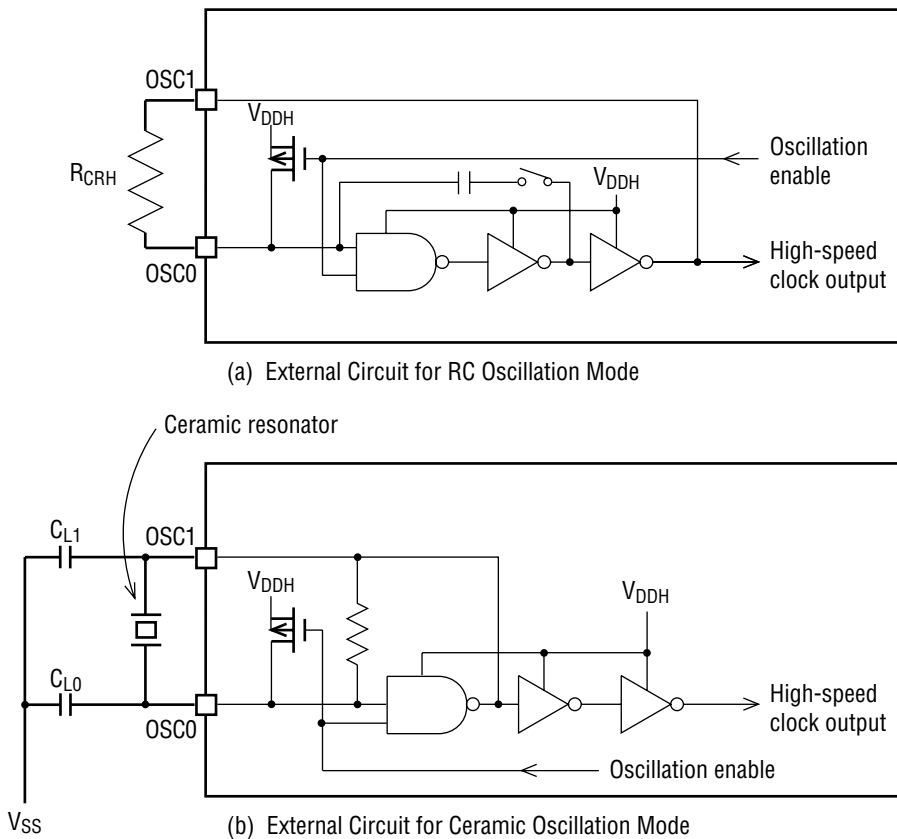 OSC1
VDDH
RCRH
Oscillation
enable
VDDH
OSC0
High-speed
clock output
(a) External Circuit for RC Oscillation Mode
Ceramic resonator
CL1
OSC1
VDDH
VDDH
CL0
OSC0
High-speed
clock output
Oscillation enable
VSS
(b) External Circuit for Ceramic Oscillation Mode